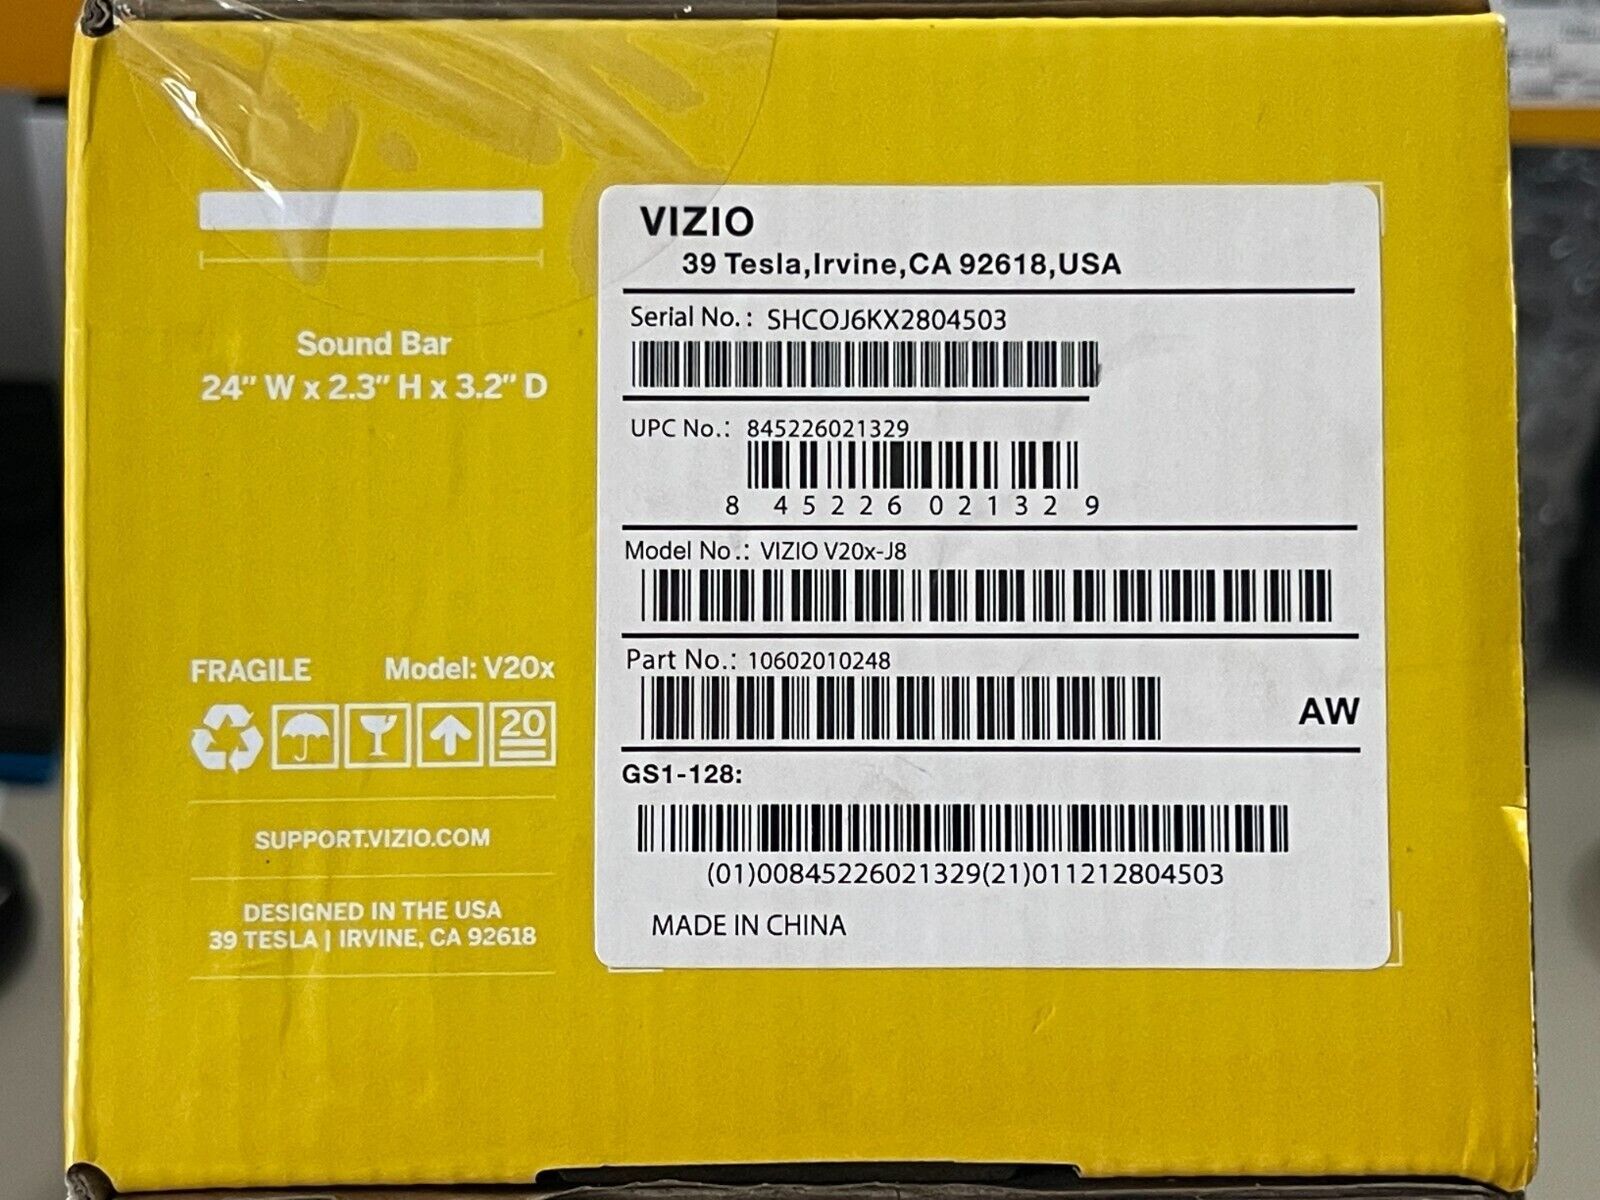 Sound Bar
24" W x 2.3" H x 3.2" D
FRAGILE
Model: V20x
20
SUPPORT.VIZIO.COM
DESIGNED IN THE USA
39 TESLA | IRVINE, CA 92618
VIZIO
39 Tesla,Irvine,CA 92618,USA
Serial No.: SHCOJ6KX2804503
UPC No.: 845226021329
8 45226 02132 9
Model No.: VIZIO V20x-J8
Part No.: 10602010248
AW
GS1-128:
(01)00845226021329(21)011212804503
MADE IN CHINA